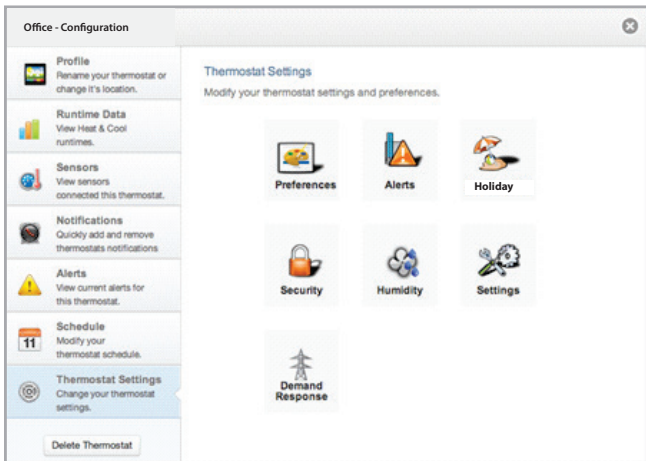 Office - Configuration
Profile
Rename your thermostat or
change it's location.
Runtime Data
View Heat & Cool
runtimes.
Sensors
View sensors
connected this thermostat.
Notifications
Quickly add and remove
thermostats notifications
Alerts
View current alerts for
this thermostat.
11
Schedule
Modify your
thermostat schedule.
Thermostat Settings
Change your thermostat
settings.
Delete Thermostat
Thermostat Settings
Modify your thermostat settings and preferences.
Preferences
Alerts
Holiday
Security
Humidity
Settings
Demand
Response